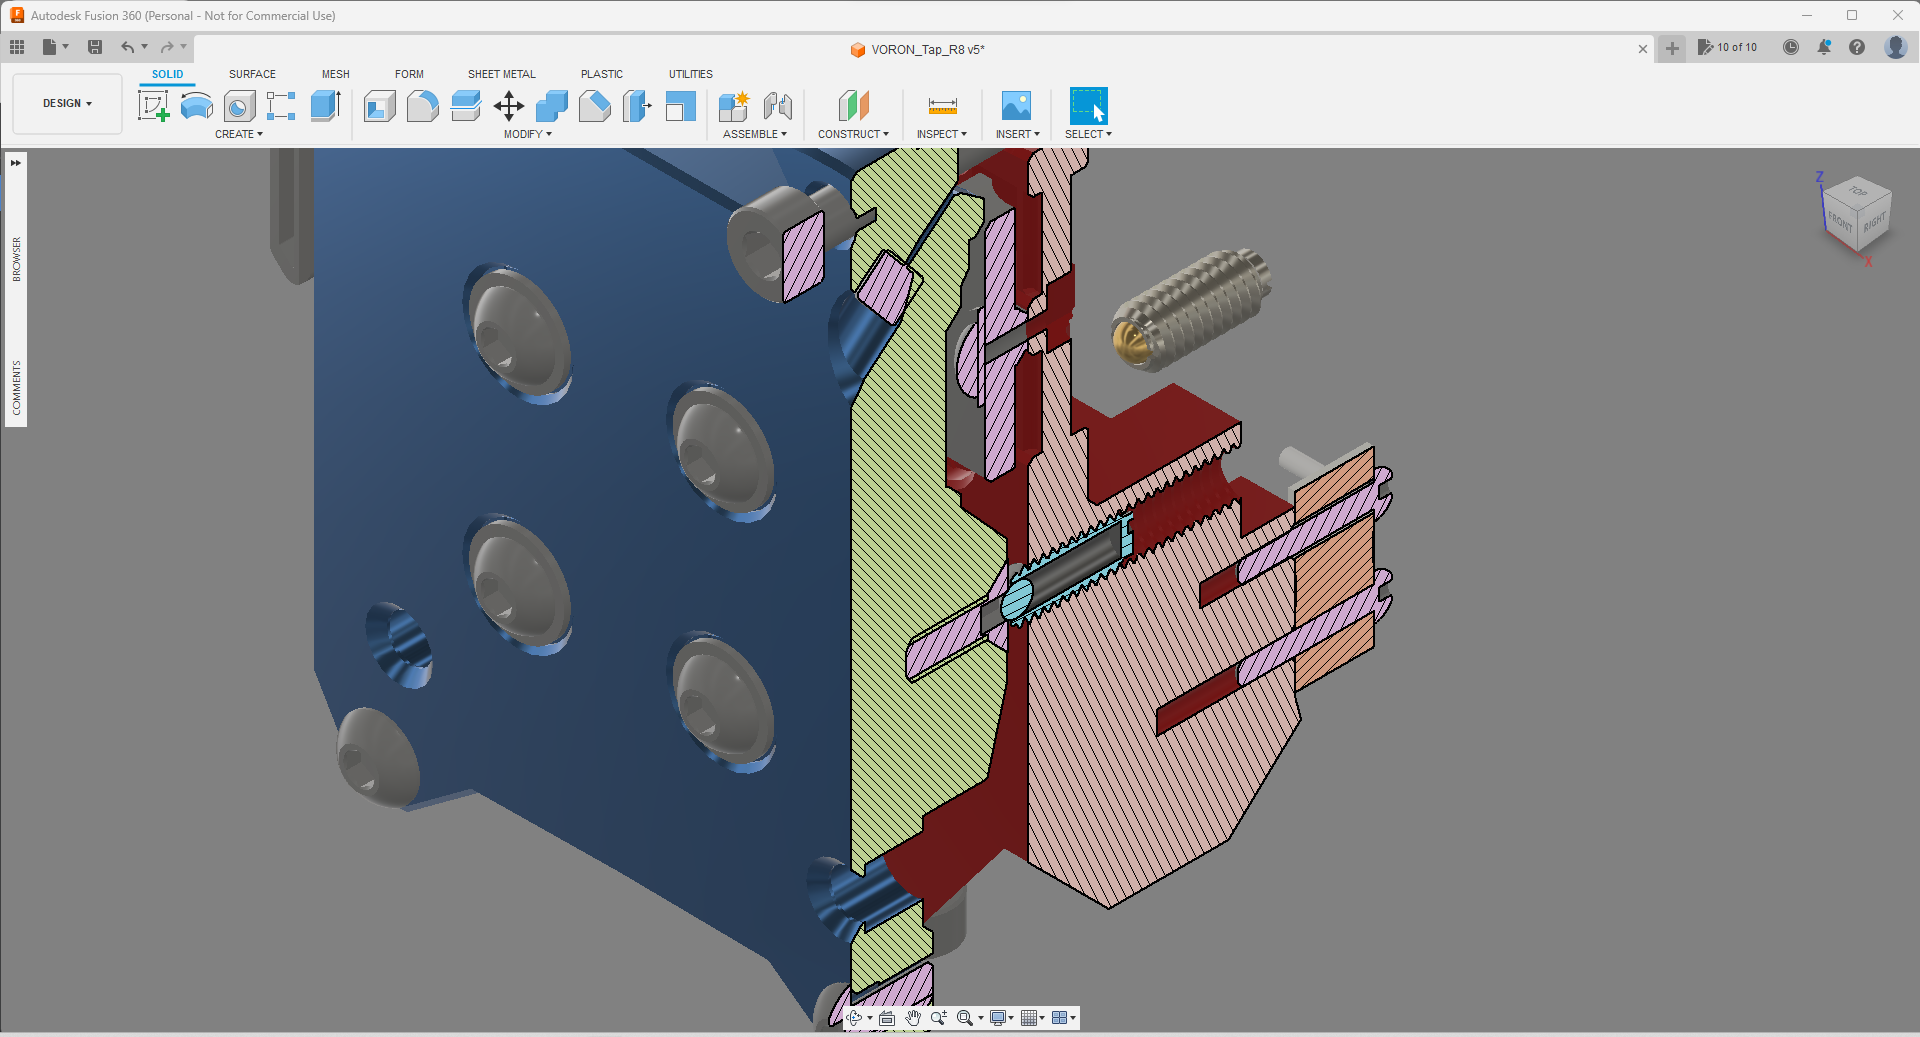 Autodesk Fusion 360 (Personal - Not for Commercial Use)
VORON_Tap_R8 v5*
10 of 10
SOLID
SURFACE
MESH
FORM
SHEET METAL
PLASTIC
UTILITIES
DESIGN
CREATE
MODIFY
ASSEMBLE
CONSTRUCT
INSPECT
INSERT
SELECT
BROWSER
COMMENTS
Z
TOP
FRONT
RIGHT
X